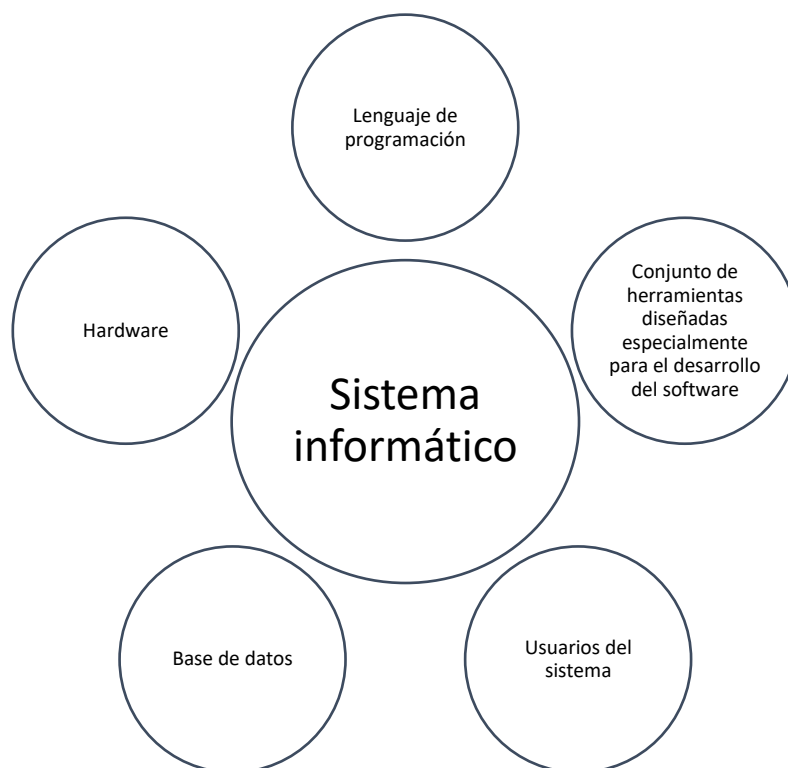 Lenguaje de
programación
Conjunto de
herramientas
diseñadas
especialmente
para el desarrollo
del software
Hardware
Sistema
informático
Usuarios del
sistema
Base de datos